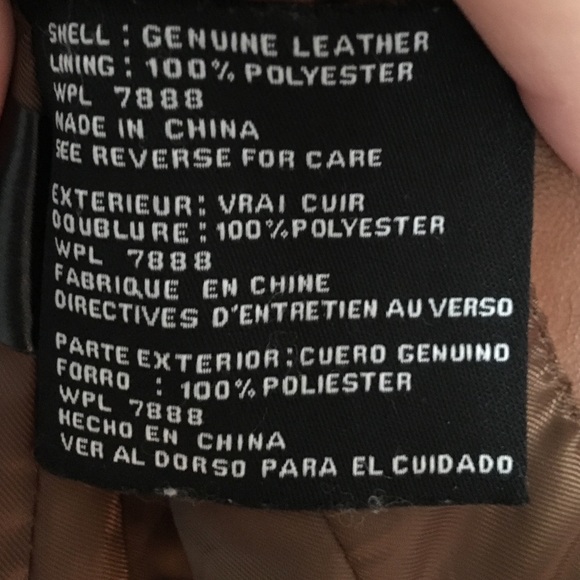 SHELL : GENUINE LEATHER
LINING : 100% POLYESTER
WPL 7888
MADE IN CHINA
SEE REVERSE FOR CARE
EXTERIEUR : VRAI CUIR
DOUBLURE : 100% POLYESTER
WPL 7888
FABRIQUE EN CHINE
DIRECTIVES D'ENTRETIEN AU VERSO
PARTE EXTERIOR : CUERO GENUINO
FORRO : 100% POLIESTER
WPL 7888
HECHO EN CHINA
VER AL DORSO PARA EL CUIDADO